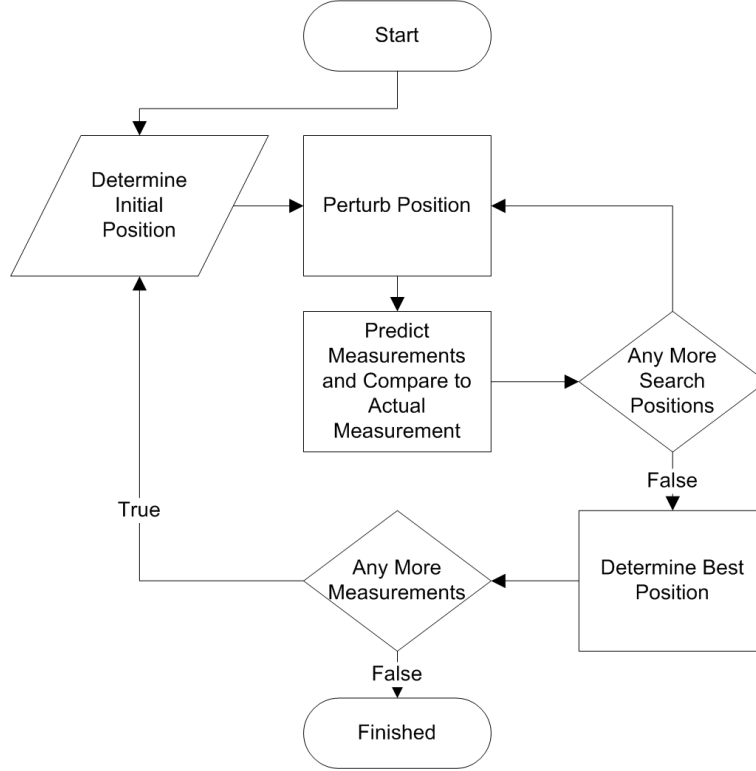 Start
Determine
Initial
Position
Perturb Position
Predict
Measurements
and Compare to
Actual
Measurement
Any More
Search
Positions
False
True
Any More
Measurements
Determine Best
Position
False
Finished